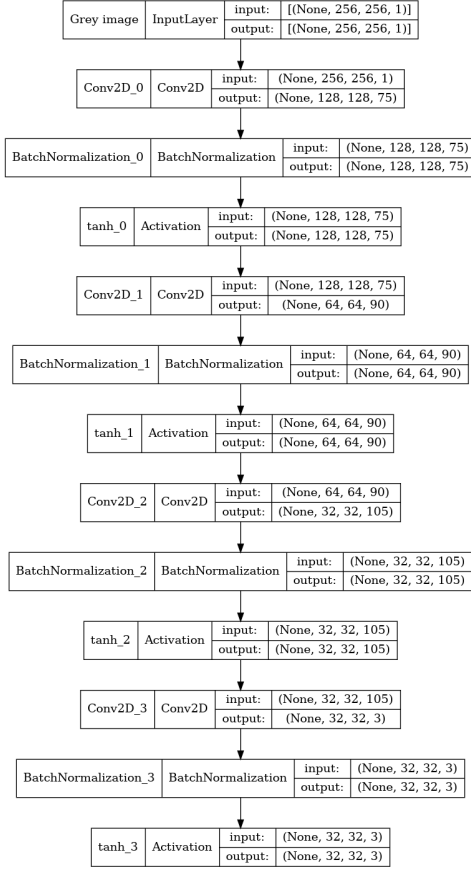 Grey image InputLayer input: [(None, 256, 256, 1)]
output: [(None, 256, 256, 1)]
Conv2D_0 Conv2D input: (None, 256, 256, 1)
output: (None, 128, 128, 75)
BatchNormalization_0 BatchNormalization input: (None, 128, 128, 75)
output: (None, 128, 128, 75)
tanh_0 Activation input: (None, 128, 128, 75)
output: (None, 128, 128, 75)
Conv2D_1 Conv2D input: (None, 128, 128, 75)
output: (None, 64, 64, 90)
BatchNormalization_1 BatchNormalization input: (None, 64, 64, 90)
output: (None, 64, 64, 90)
tanh_1 Activation input: (None, 64, 64, 90)
output: (None, 64, 64, 90)
Conv2D_2 Conv2D input: (None, 64, 64, 90)
output: (None, 32, 32, 105)
BatchNormalization_2 BatchNormalization input: (None, 32, 32, 105)
output: (None, 32, 32, 105)
tanh_2 Activation input: (None, 32, 32, 105)
output: (None, 32, 32, 105)
Conv2D_3 Conv2D input: (None, 32, 32, 105)
output: (None, 32, 32, 3)
BatchNormalization_3 BatchNormalization input: (None, 32, 32, 3)
output: (None, 32, 32, 3)
tanh_3 Activation input: (None, 32, 32, 3)
output: (None, 32, 32, 3)